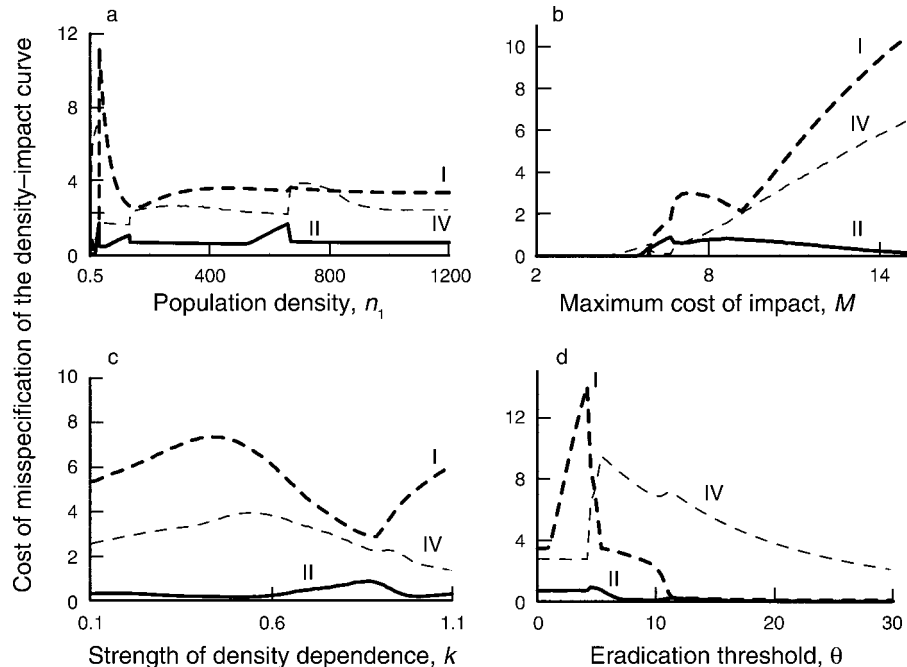 Cost of misspecification of the density–impact curve
a
12
8
4
0
I
IV
II
0.5
400
800
1200
Population density, n₁
b
10
8
6
4
2
0
I
IV
II
2
8
14
Maximum cost of impact, M
c
10
8
6
4
2
0
I
IV
II
0.1
0.6
1.1
Strength of density dependence, k
d
12
8
4
0
I
IV
II
0
10
20
30
Eradication threshold, θ